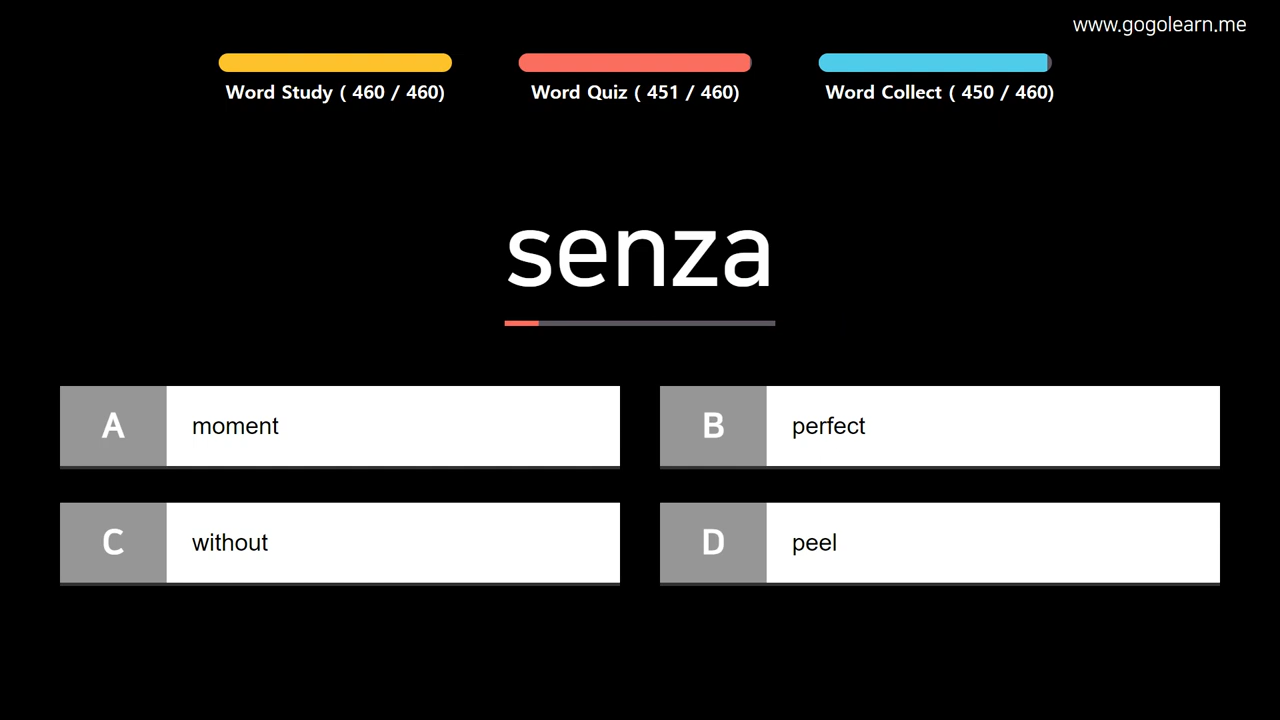 www.gogolearn.me
Word Study ( 460 / 460)
Word Quiz ( 451 / 460)
Word Collect ( 450 / 460)
senza
A moment
B perfect
C without
D peel